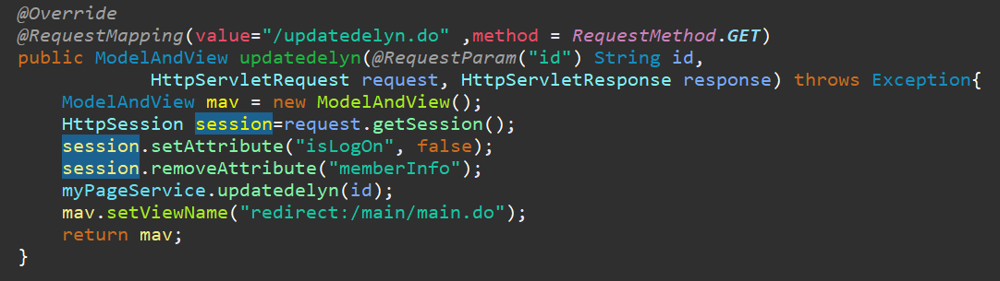 @Override
@RequestMapping(value="/updatedelyn.do" ,method = RequestMethod.GET)
public ModelAndView updatedelyn(@RequestParam("id") String id,
HttpServletRequest request, HttpServletResponse response) throws Exception{
ModelAndView mav = new ModelAndView();
HttpSession session=request.getSession();
session.setAttribute("isLogOn", false);
session.removeAttribute("memberInfo");
myPageService.updatedelyn(id);
mav.setViewName("redirect:/main/main.do");
return mav;
}